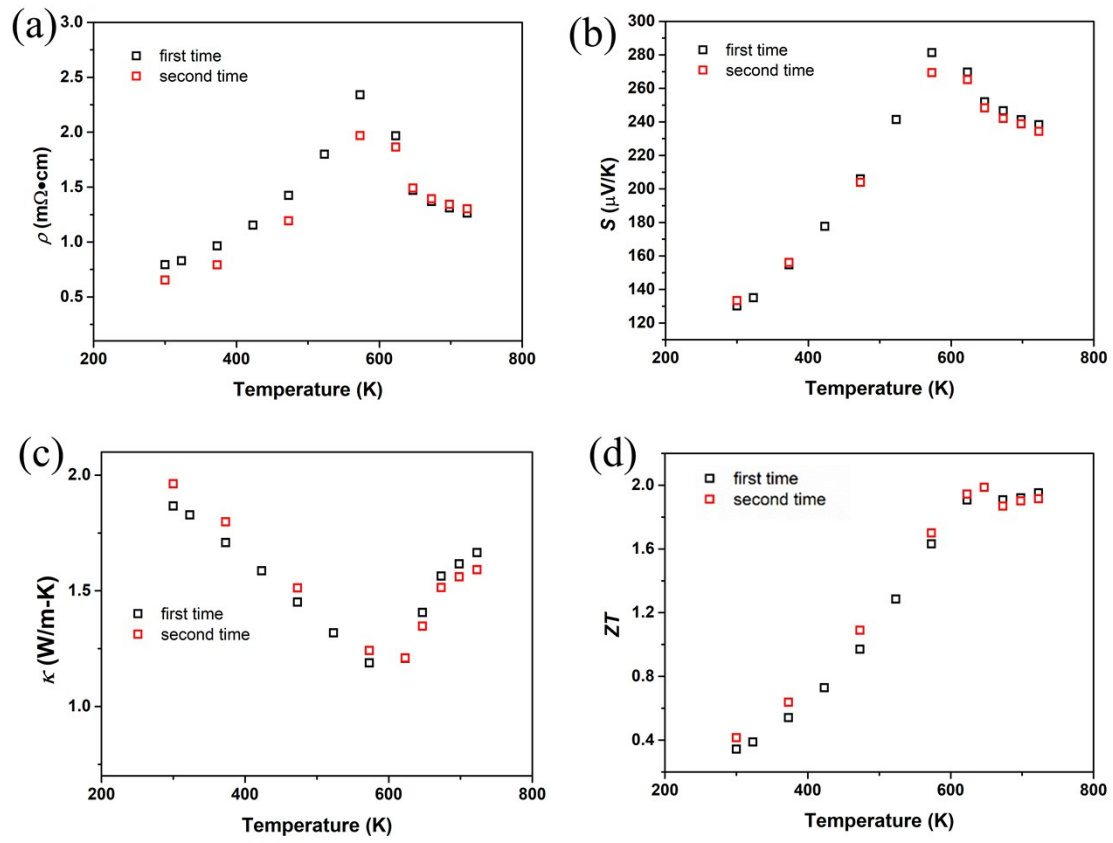 (a)
3.0
2.5
2.0
1.5
1.0
0.5
ρ (mΩ•cm)
first time
second time
200
400
600
800
Temperature (K)
(b)
300
280
260
240
220
200
180
160
140
120
S (μV/K)
first time
second time
200
400
600
800
Temperature (K)
(c)
2.0
1.5
1.0
κ (W/m-K)
first time
second time
200
400
600
800
Temperature (K)
(d)
2.0
1.6
1.2
0.8
0.4
ZT
first time
second time
200
400
600
800
Temperature (K)